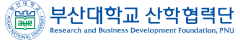 부산대학교 산학협력단
Research and Business Development Foundation, PNU